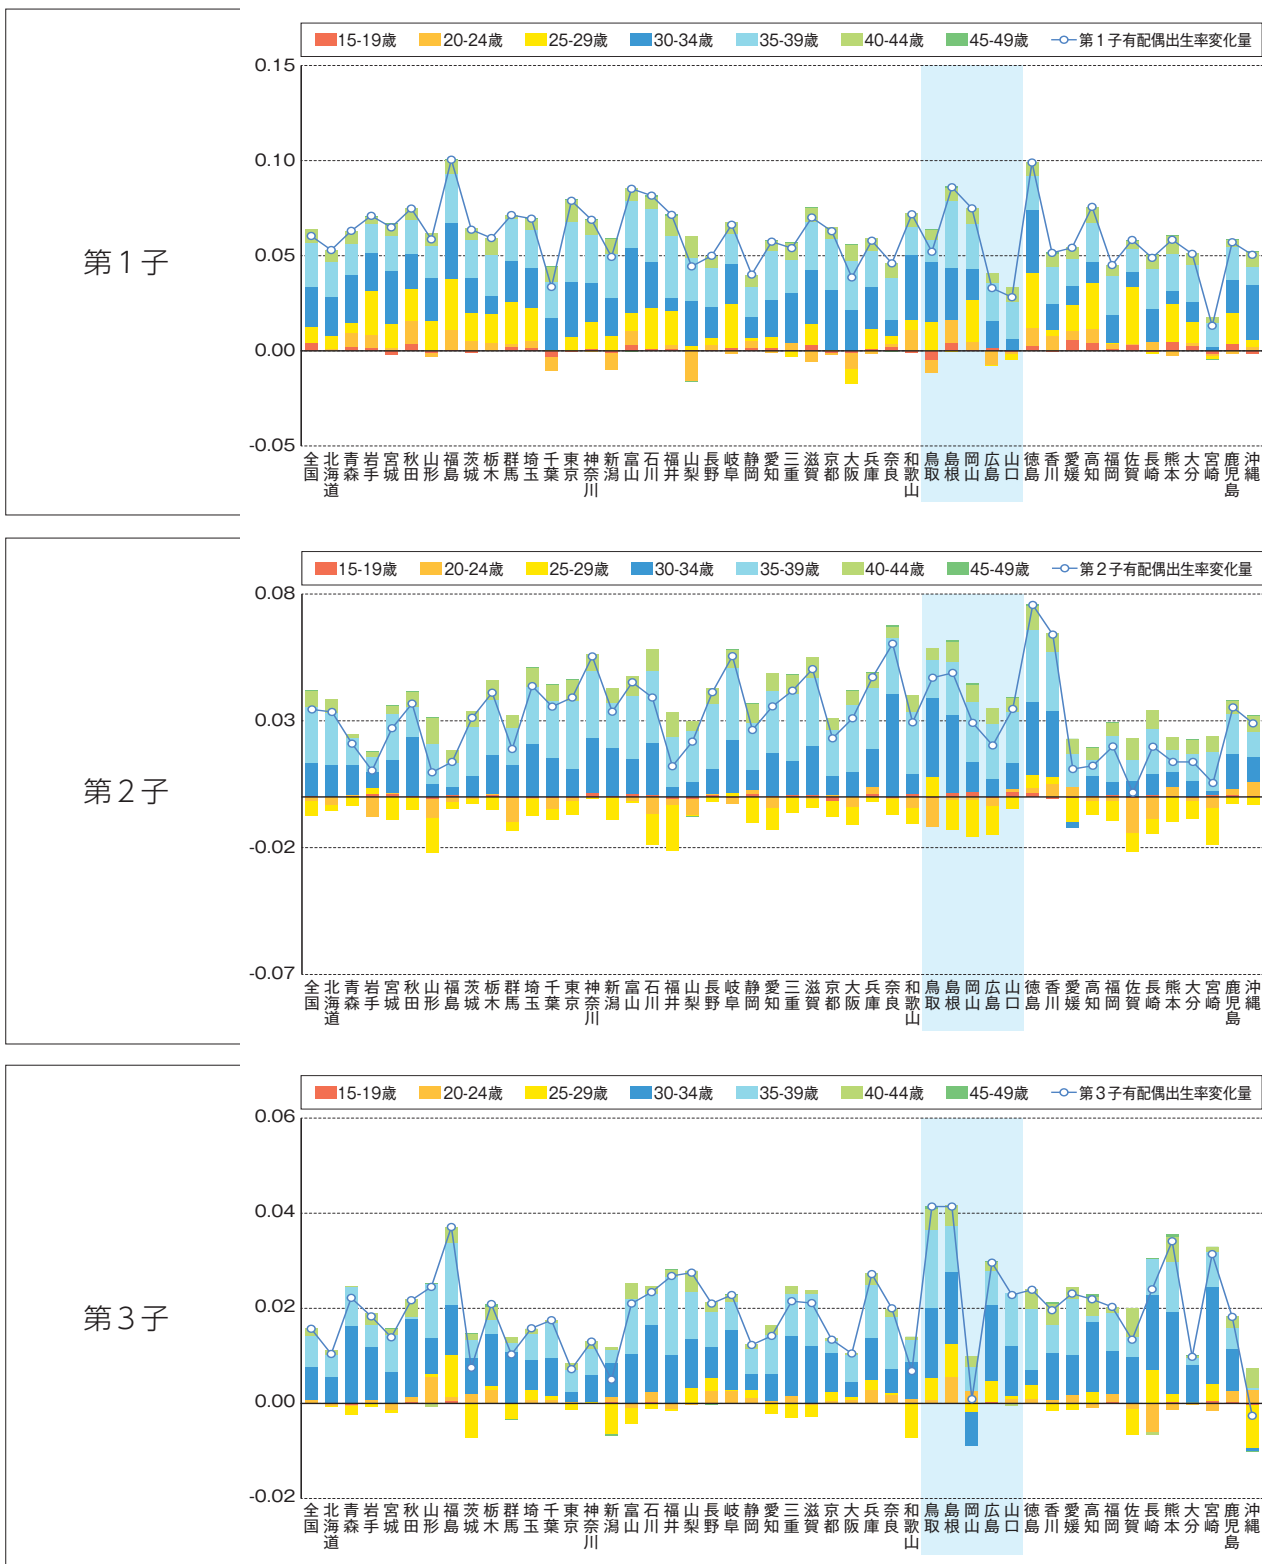 第1子
15-19歳 20-24歳 25-29歳 30-34歳 35-39歳 40-44歳 45-49歳 第1子有配偶出生率変化量
0.15
0.10
0.05
0.00
-0.05
全国 北海道 青森 岩手 宮城 秋田 山形 福島 茨城 栃木 群馬 埼玉 千葉 東京 神奈川 新潟 富山 石川 福井 山梨 長野 岐阜 静岡 愛知 三重 滋賀 京都 大阪 兵庫 奈良 和歌山 鳥取 島根 岡山 広島 山口 徳島 香川 愛媛 高知 福岡 佐賀 長崎 熊本 大分 宮崎 鹿児島 沖縄
第2子
15-19歳 20-24歳 25-29歳 30-34歳 35-39歳 40-44歳 45-49歳 第2子有配偶出生率変化量
0.08
0.03
-0.02
-0.07
全国 北海道 青森 岩手 宮城 秋田 山形 福島 茨城 栃木 群馬 埼玉 千葉 東京 神奈川 新潟 富山 石川 福井 山梨 長野 岐阜 静岡 愛知 三重 滋賀 京都 大阪 兵庫 奈良 和歌山 鳥取 島根 岡山 広島 山口 徳島 香川 愛媛 高知 福岡 佐賀 長崎 熊本 大分 宮崎 鹿児島 沖縄
第3子
15-19歳 20-24歳 25-29歳 30-34歳 35-39歳 40-44歳 45-49歳 第3子有配偶出生率変化量
0.06
0.04
0.02
0.00
-0.02
全国 北海道 青森 岩手 宮城 秋田 山形 福島 茨城 栃木 群馬 埼玉 千葉 東京 神奈川 新潟 富山 石川 福井 山梨 長野 岐阜 静岡 愛知 三重 滋賀 京都 大阪 兵庫 奈良 和歌山 鳥取 島根 岡山 広島 山口 徳島 香川 愛媛 高知 福岡 佐賀 長崎 熊本 大分 宮崎 鹿児島 沖縄